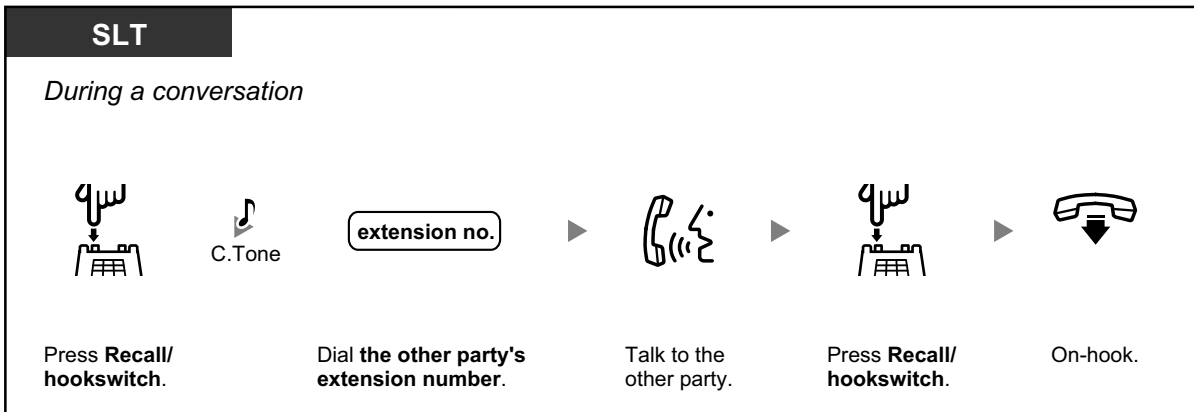 SLT
During a conversation
C.Tone
extension no.
Press Recall/
hookswitch.
Dial the other party's
extension number.
Talk to the
other party.
Press Recall/
hookswitch.
On-hook.